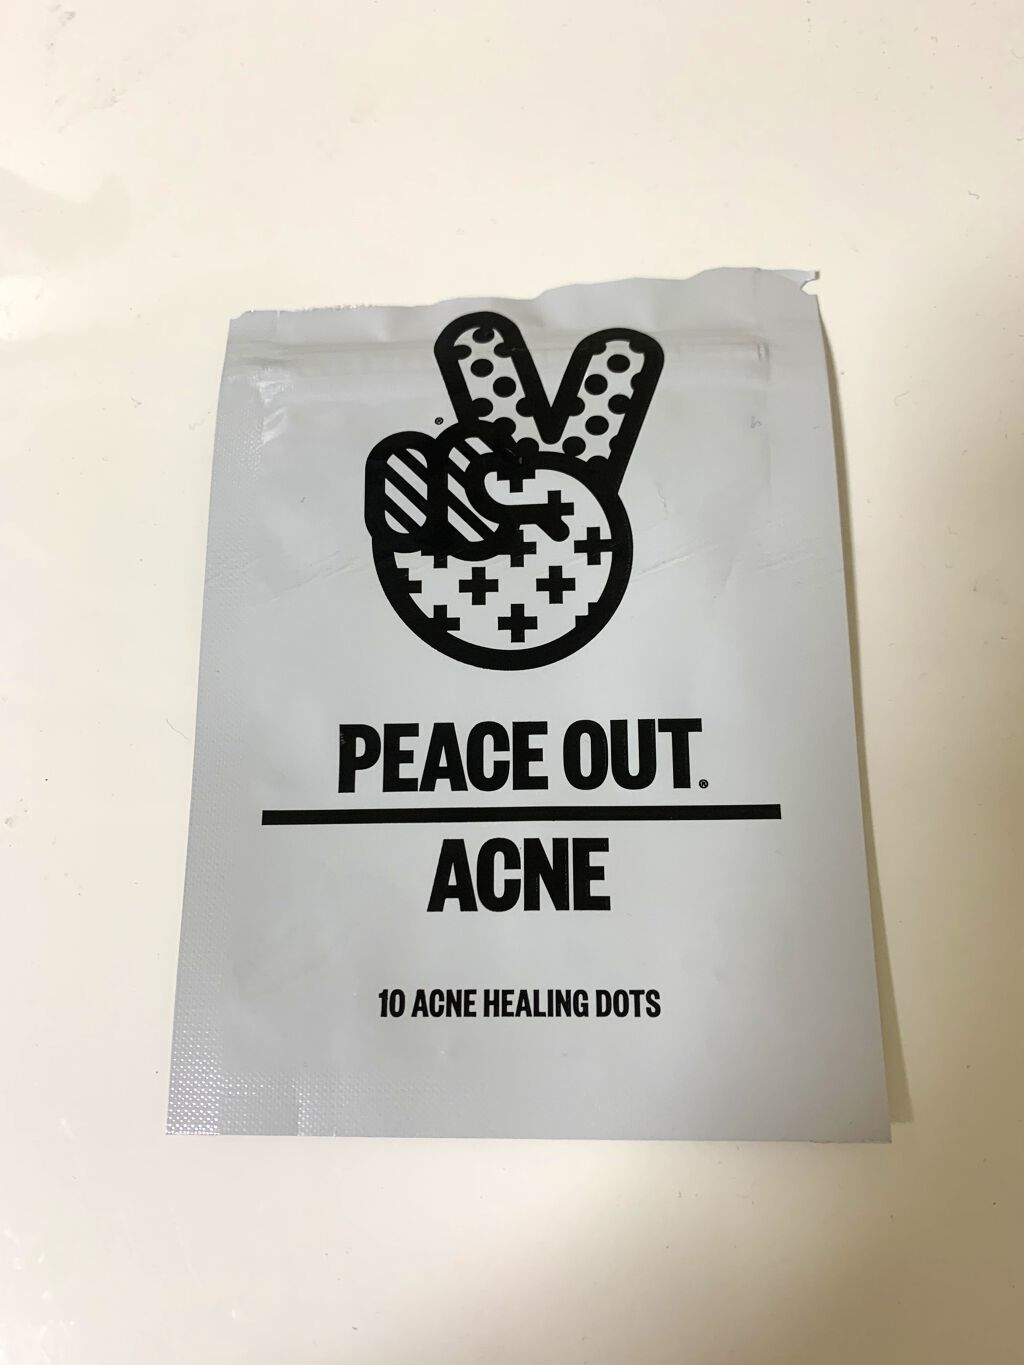 ®
PEACE OUT®
ACNE
10 ACNE HEALING DOTS